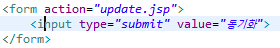 <form action="update.jsp">
<input type="submit" value="동기화">
</form>